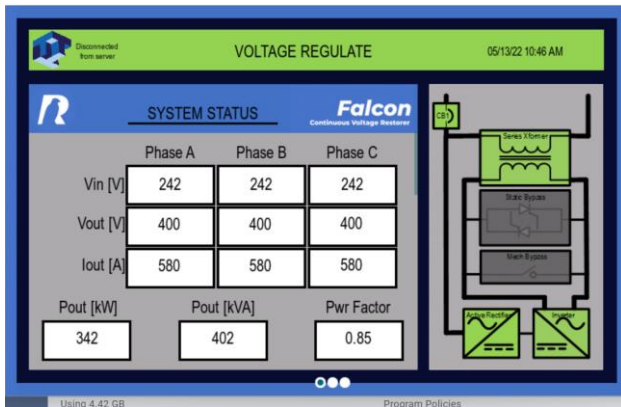 Disconnected
from server
VOLTAGE REGULATE
05/13/22 10:46 AM
R
SYSTEM STATUS
Falcon
Continuous Voltage Restorer
Phase A Phase B Phase C
Vin [V] 242 242 242
Vout [V] 400 400 400
Iout [A] 580 580 580
Pout [kW] Pout [kVA] Pwr Factor
342 402 0.85
CB1
Series Xfomer
Static Bypass
Mech Bypass
Active Rectifier
Inverter
Using 4.42 GB
Program Policies